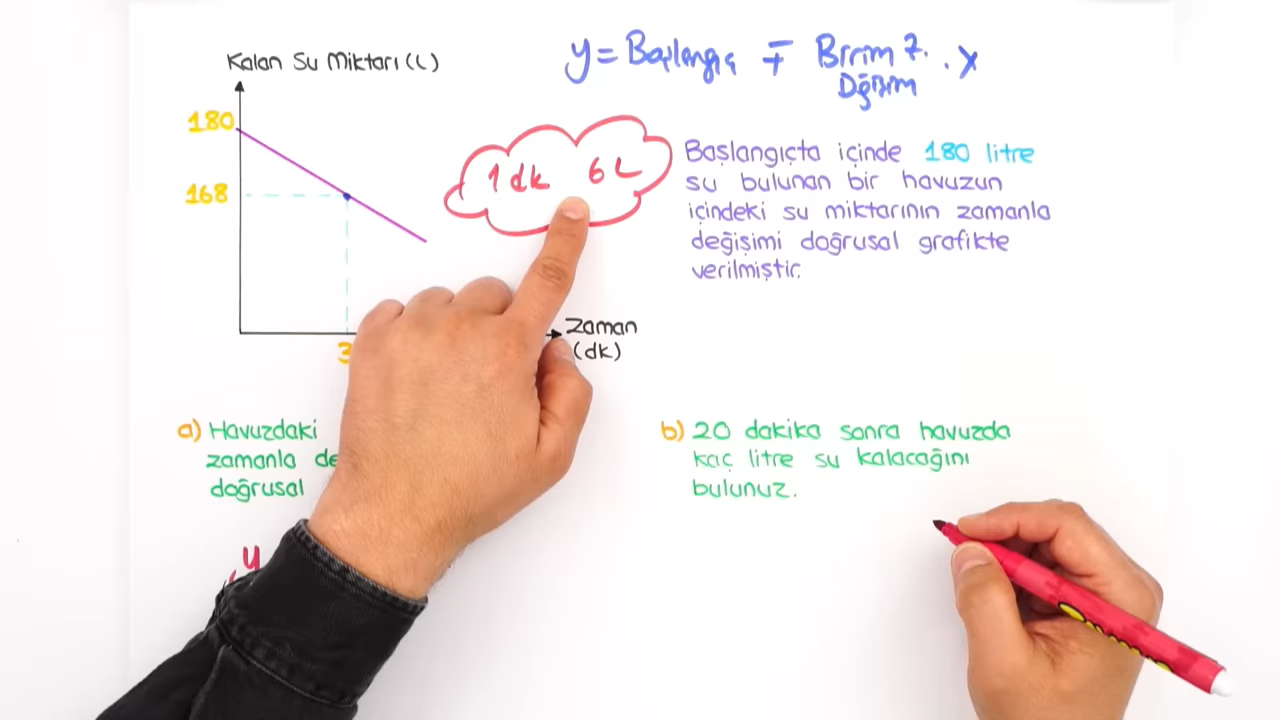 y = Başlangıç ∓ Birim Z. . x
Değişim
Kalan Su Miktarı (L)
180
168
1 dk 6 L
Başlangıçta içinde 180 litre
su bulunan bir havuzun
içindeki su miktarının zamanla
değişimi doğrusal grafikte
verilmiştir.
Zaman
(dk)
3
a) Havuzdaki
zamanla de
doğrusal
y
b) 20 dakika sonra havuzda
kaç litre su kalacağını
bulunuz.